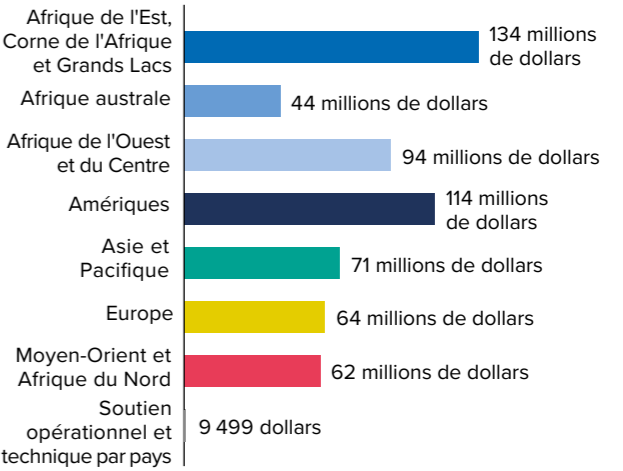 Afrique de l'Est,
Corne de l'Afrique
et Grands Lacs
134 millions
de dollars
Afrique australe
44 millions de dollars
Afrique de l'Ouest
et du Centre
94 millions de dollars
Amériques
114 millions
de dollars
Asie et
Pacifique
71 millions de dollars
Europe
64 millions de dollars
Moyen-Orient et
Afrique du Nord
62 millions de dollars
Soutien
opérationnel et
technique par pays
9 499 dollars